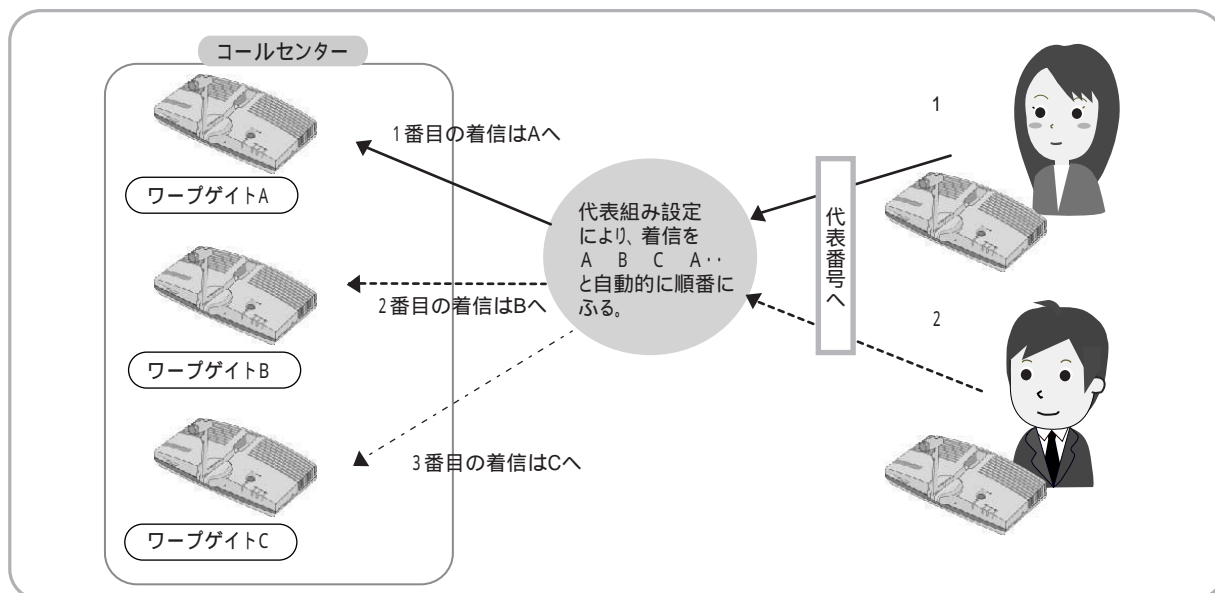 コールセンター
ワープゲイトA
ワープゲイトB
ワープゲイトC
1番目の着信はAへ
2番目の着信はBへ
3番目の着信はCへ
代表組み設定
により、着信を
A B C A‥
と自動的に順番に
ふる。
代表番号へ
1
2